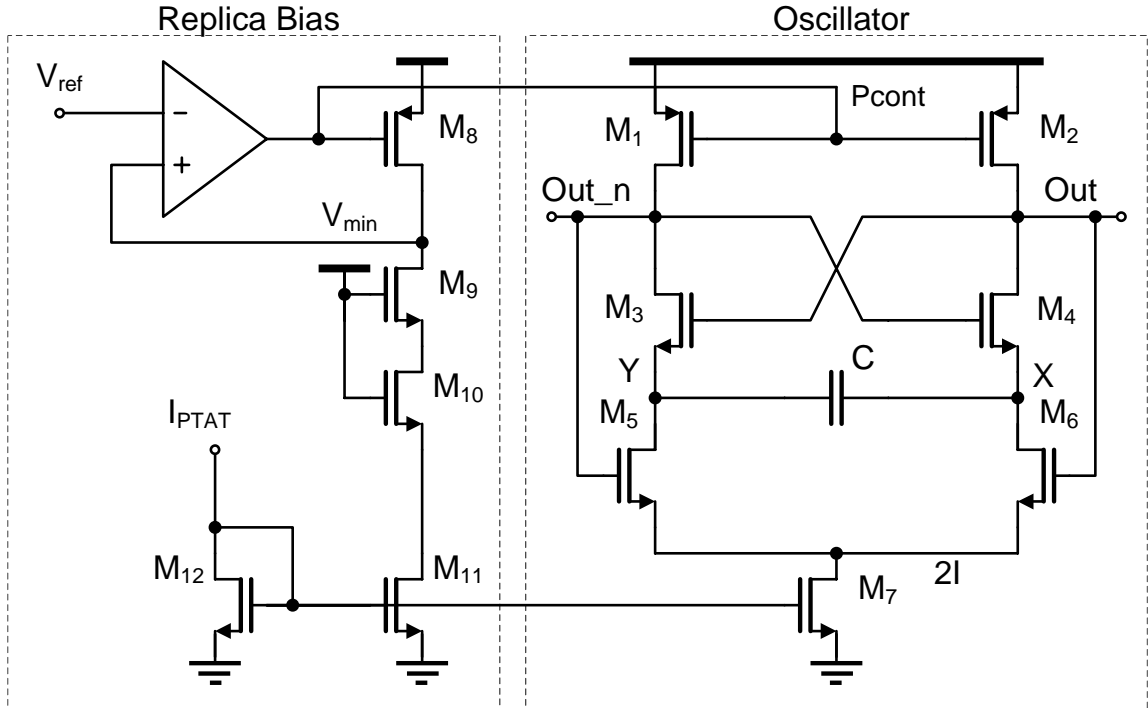 Replica Bias
Oscillator
V_ref
−
+
M_8
Pcont
M_1
M_2
Out_n
Out
V_min
M_9
M_3
M_4
M_10
C
Y
X
M_5
M_6
I_PTAT
M_12
M_11
M_7
2I